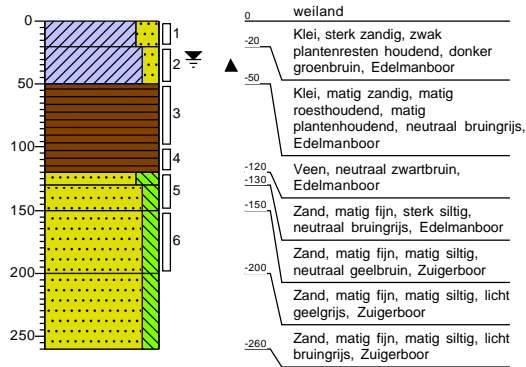 0
50
100
150
200
250
1
2
3
4
5
6
0
weiland
-20
Klei, sterk zandig, zwak
plantenresten houdend, donker
groenbruin, Edelmanboor
-50
Klei, matig zandig, matig
roesthoudend, matig
plantenhoudend, neutraal bruingrijs,
Edelmanboor
-120
Veen, neutraal zwartbruin,
Edelmanboor
-130
Zand, matig fijn, sterk siltig,
neutraal bruingrijs, Edelmanboor
-150
Zand, matig fijn, matig siltig,
neutraal geelbruin, Zuigerboor
-200
Zand, matig fijn, matig siltig, licht
geelgrijs, Zuigerboor
-260
Zand, matig fijn, matig siltig, licht
bruingrijs, Zuigerboor